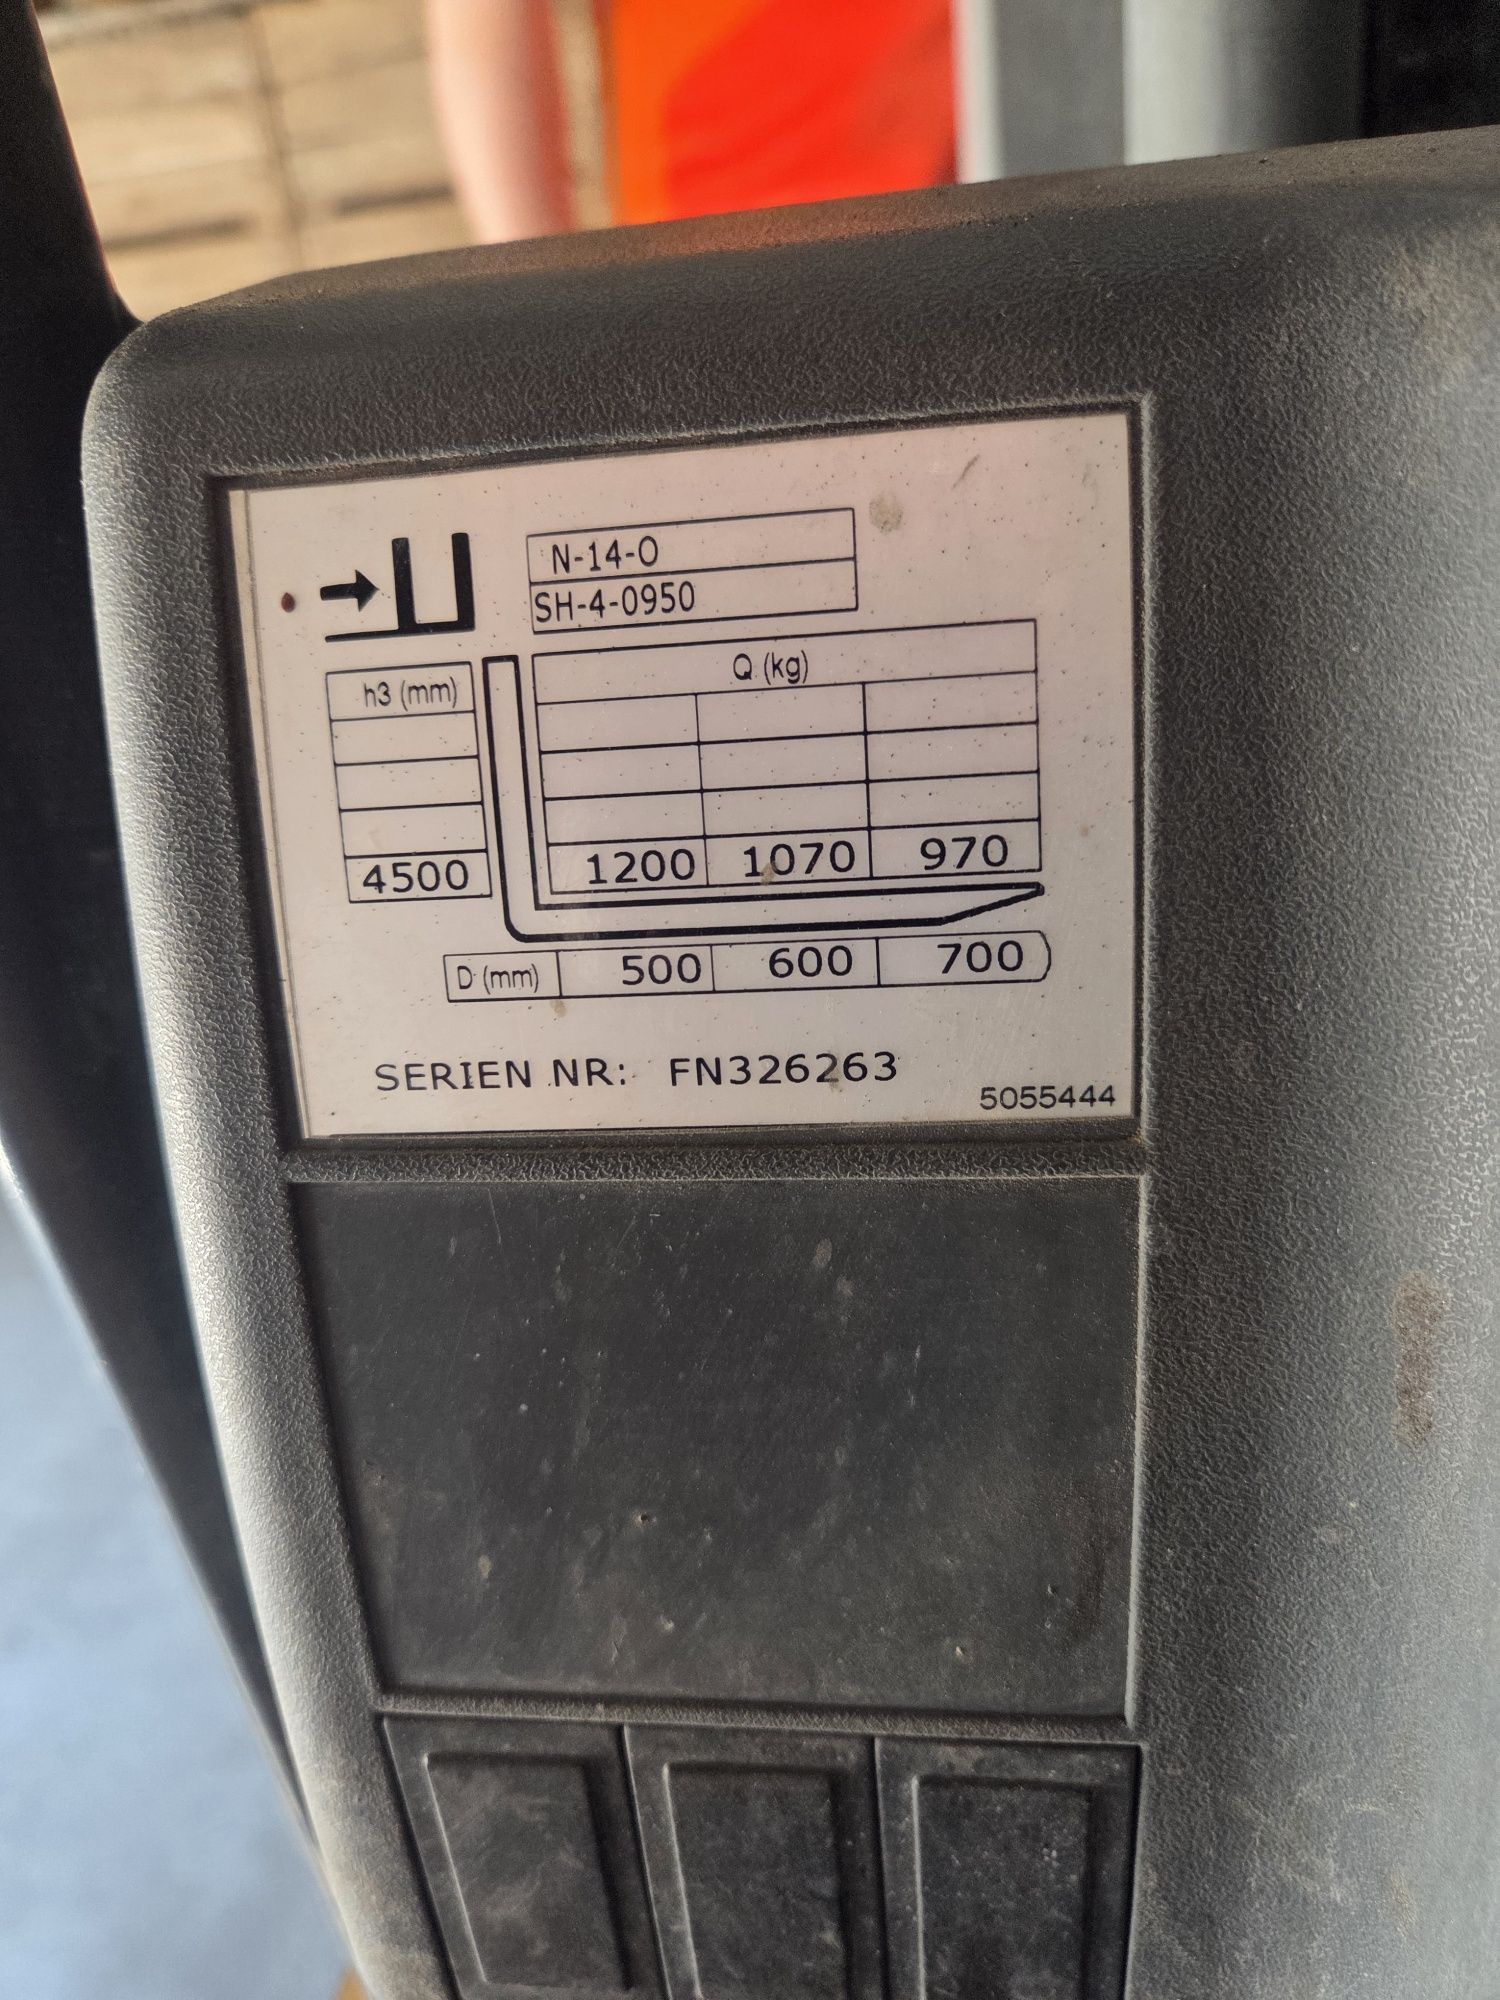 N-14-O
SH-4-0950
h3 (mm)
Q (kg)
4500 1200 1070 970
D (mm) 500 600 700
SERIEN NR: FN326263
5055444